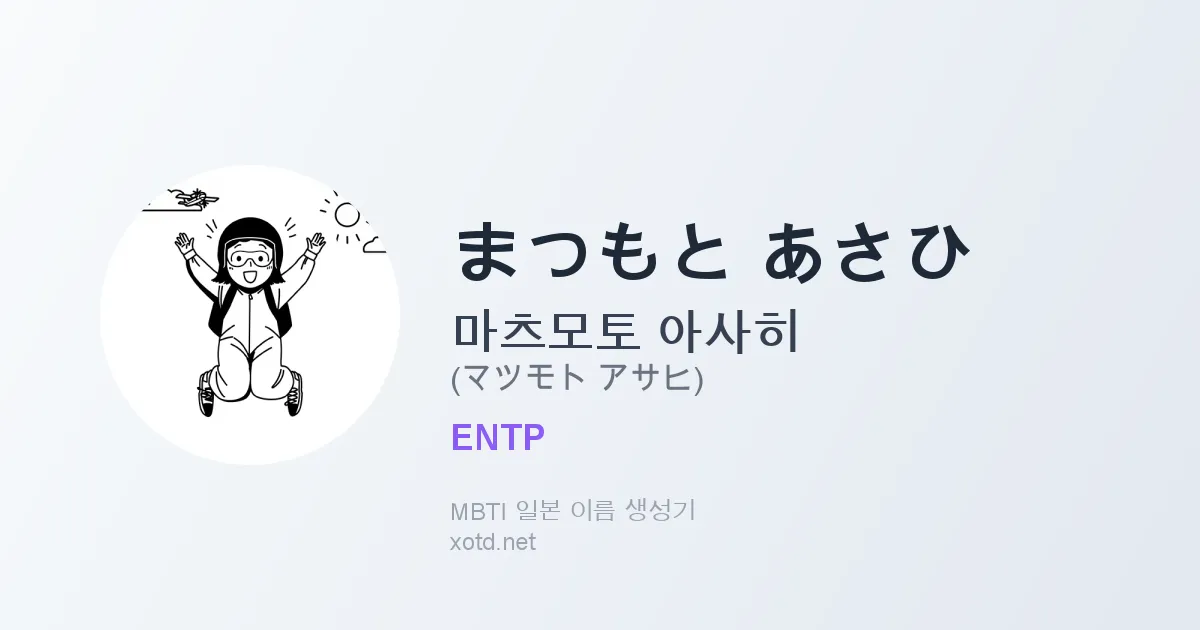 まつもと あさひ
마츠모토 아사히
(マツモト アサヒ)
ENTP
MBTI 일본 이름 생성기
xotd.net